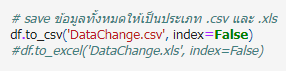 # save ข้อมูลทั้งหมดให้เป็นประเภท .csv และ .xls
df.to_csv('DataChange.csv', index=False)
#df.to_excel('DataChange.xls', index=False)